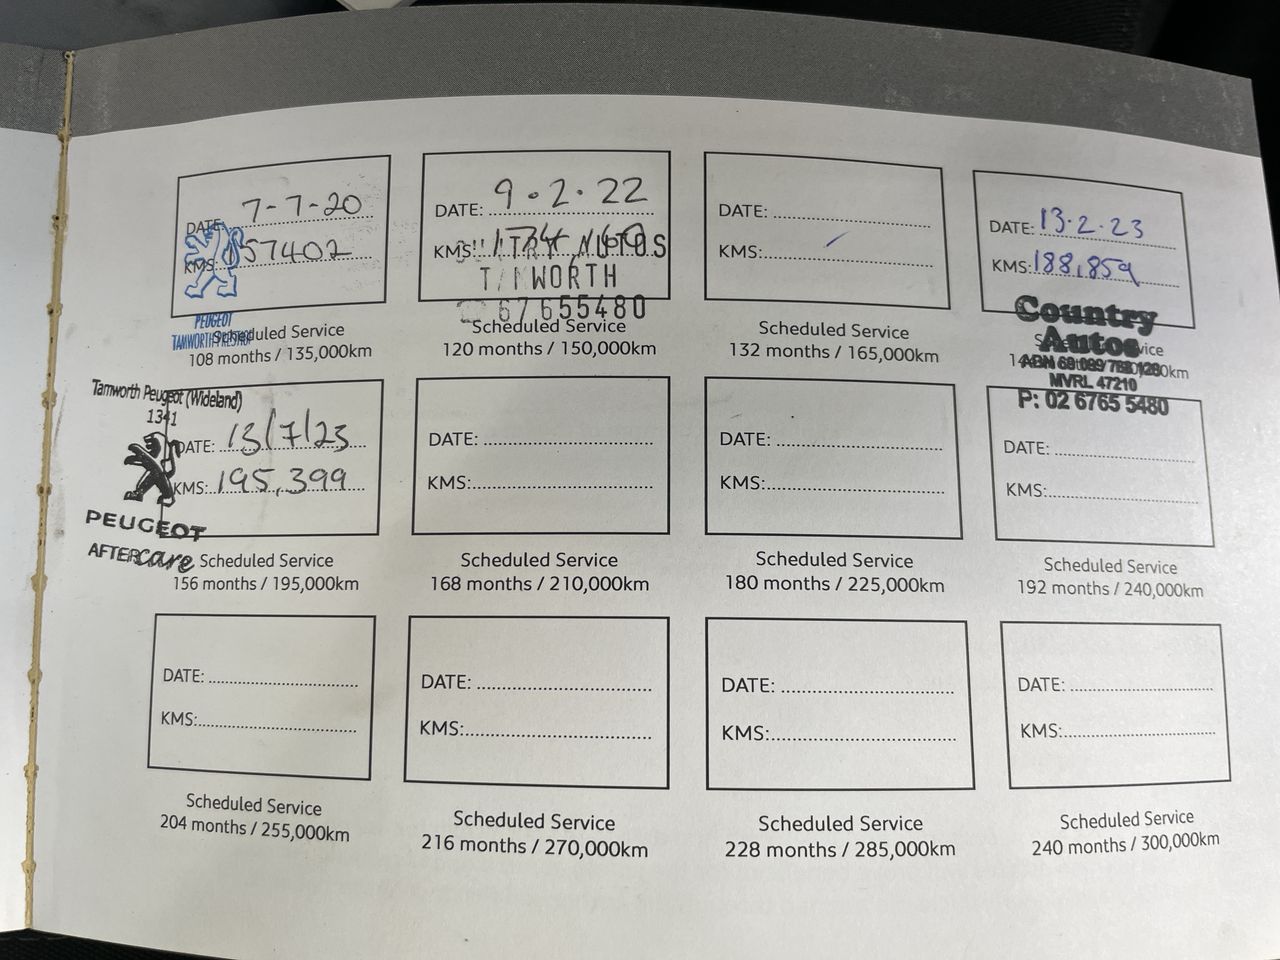 DATE: 7-7-20
KMS: 157402
PEUGEOT
TAMWORTH
Scheduled Service
108 months / 135,000km
DATE: 9.2.22
KMS:
AUTOS
WORTH
67655480
Scheduled Service
120 months / 150,000km
DATE:
KMS:
Scheduled Service
132 months / 165,000km
DATE: 13.2.23
KMS: 188,859
Country
Autos
ABN
MVRL 47210
P: 02 6765 5480
Tamworth Peugeot (Wideland)
1341
DATE: 13/7/23
KMS: 195,399
PEUGEOT
AFTERcare
Scheduled Service
156 months / 195,000km
DATE:
KMS:
Scheduled Service
168 months / 210,000km
DATE:
KMS:
Scheduled Service
180 months / 225,000km
DATE:
KMS:
Scheduled Service
192 months / 240,000km
DATE:
KMS:
Scheduled Service
204 months / 255,000km
DATE:
KMS:
Scheduled Service
216 months / 270,000km
DATE:
KMS:
Scheduled Service
228 months / 285,000km
DATE:
KMS:
Scheduled Service
240 months / 300,000km